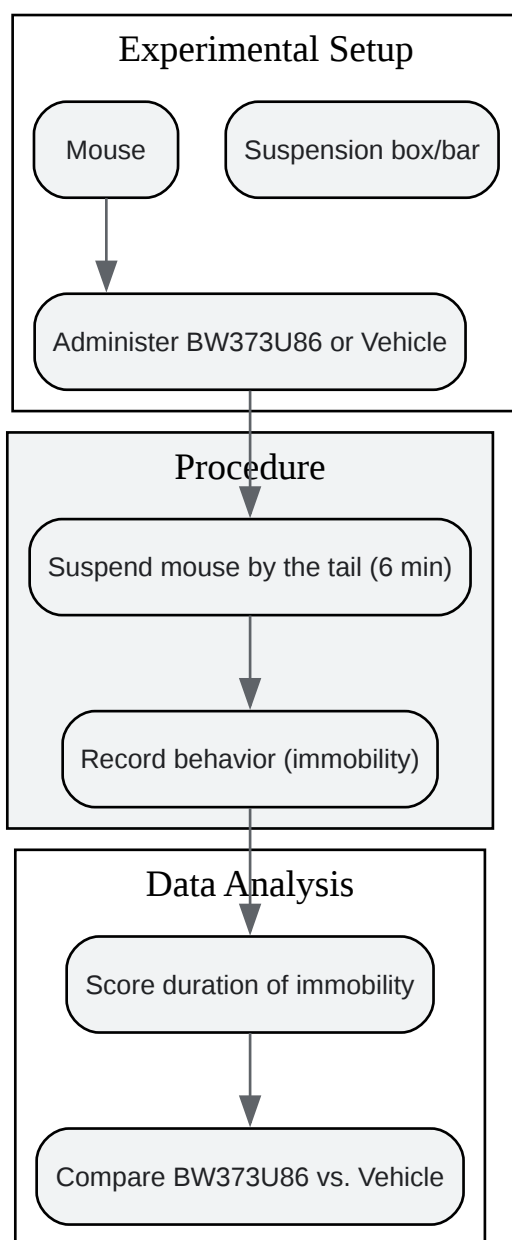 Experimental Setup
Mouse
Suspension box/bar
Administer BW373U86 or Vehicle
Procedure
Suspend mouse by the tail (6 min)
Record behavior (immobility)
Data Analysis
Score duration of immobility
Compare BW373U86 vs. Vehicle